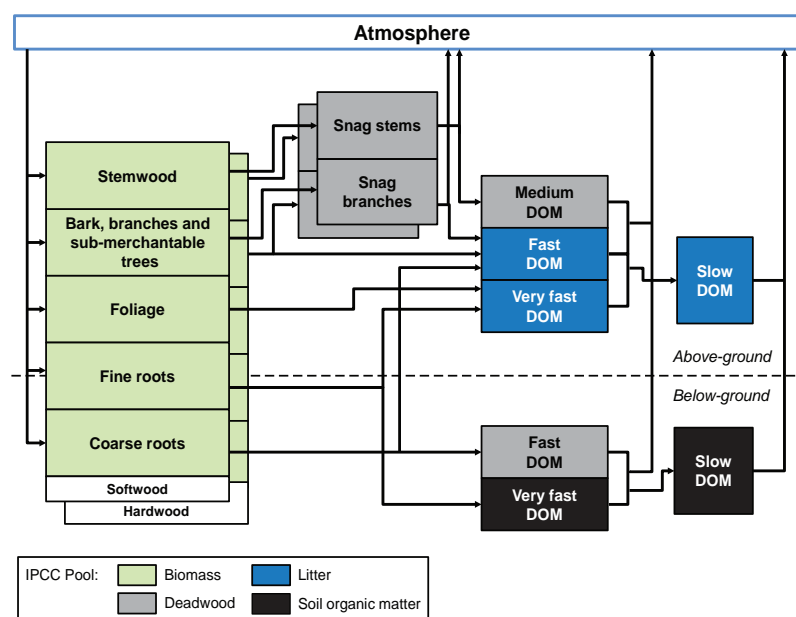 Atmosphere
Snag stems
Snag
branches
Stemwood
Bark, branches and
sub-merchantable
trees
Foliage
Fine roots
Coarse roots
Softwood
Hardwood
Medium
DOM
Fast
DOM
Very fast
DOM
Slow
DOM
Above-ground
Below-ground
Fast
DOM
Very fast
DOM
Slow
DOM
IPCC Pool:
Biomass
Litter
Deadwood
Soil organic matter